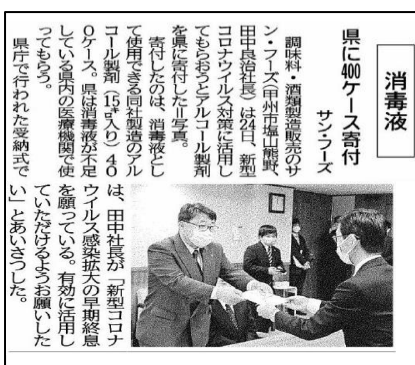 消毒液
県に400ケース寄付
サン・フーズ
調味料・酒類製造販売のサ
ン・フーズ（甲州市塩山熊野、
田中良治社長）は24日、新型
コロナウイルス対策に活用し
てもらおうとアルコール製剤
を県に寄付した＝写真。
寄付したのは、消毒液とし
て使用できる同社製造のアル
コール製剤（15㌔入り）40
0ケース。県は消毒液が不足
している県内の医療機関で使
ってもらう。
県庁で行われた受納式で
は、田中社長が「新型コロナ
ウイルス感染拡大の早期終息
を願っている。有効に活用し
ていただけるようお願いした
い」とあいさつした。